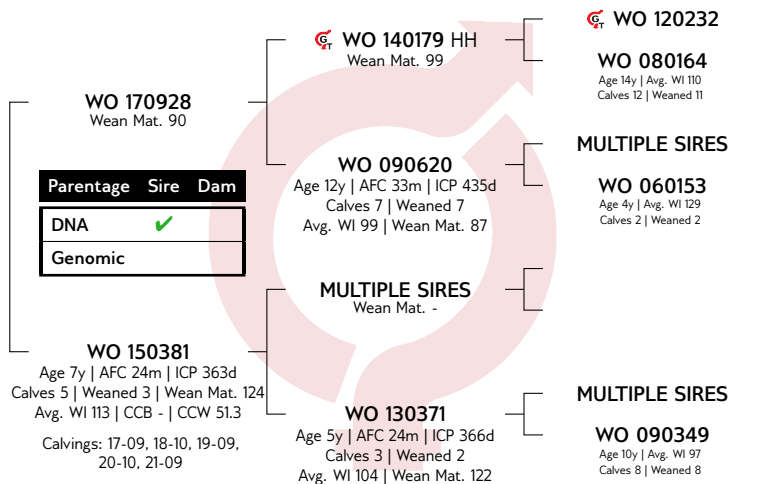 WO 170928
Wean Mat. 90
Parentage Sire Dam
DNA ✔
Genomic
WO 150381
Age 7y | AFC 24m | ICP 363d
Calves 5 | Weaned 3 | Wean Mat. 124
Avg. WI 113 | CCB - | CCW 51.3
Calvings: 17-09, 18-10, 19-09,
20-10, 21-09
GT WO 140179 HH
Wean Mat. 99
WO 090620
Age 12y | AFC 33m | ICP 435d
Calves 7 | Weaned 7
Avg. WI 99 | Wean Mat. 87
MULTIPLE SIRES
Wean Mat. -
WO 130371
Age 5y | AFC 24m | ICP 366d
Calves 3 | Weaned 2
Avg. WI 104 | Wean Mat. 122
GT WO 120232
WO 080164
Age 14y | Avg. WI 110
Calves 12 | Weaned 11
MULTIPLE SIRES
WO 060153
Age 4y | Avg. WI 129
Calves 2 | Weaned 2
MULTIPLE SIRES
WO 090349
Age 10y | Avg. WI 97
Calves 8 | Weaned 8